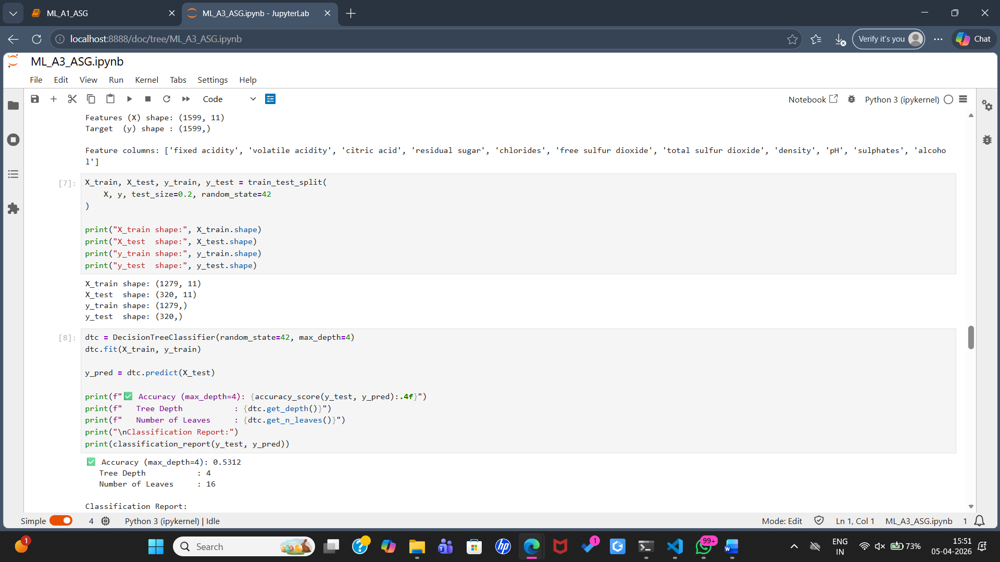 ML_A1_ASG
ML_A3_ASG.ipynb - JupyterLab
localhost:8888/doc/tree/ML_A3_ASG.ipynb
Verify it's you
Chat
ML_A3_ASG.ipynb
File Edit View Run Kernel Tabs Settings Help
Code
Notebook
Python 3 (ipykernel)
Features (X) shape: (1599, 11)
Target  (y) shape : (1599,)
Feature columns: ['fixed acidity', 'volatile acidity', 'citric acid', 'residual sugar', 'chlorides', 'free sulfur dioxide', 'total sulfur dioxide', 'density', 'pH', 'sulphates', 'alcoho
l']
[7]:
X_train, X_test, y_train, y_test = train_test_split(
    X, y, test_size=0.2, random_state=42
)
print("X_train shape:", X_train.shape)
print("X_test  shape:", X_test.shape)
print("y_train shape:", y_train.shape)
print("y_test  shape:", y_test.shape)
X_train shape: (1279, 11)
X_test  shape: (320, 11)
y_train shape: (1279,)
y_test  shape: (320,)
[8]:
dtc = DecisionTreeClassifier(random_state=42, max_depth=4)
dtc.fit(X_train, y_train)
y_pred = dtc.predict(X_test)
print(f"✅ Accuracy (max_depth=4): {accuracy_score(y_test, y_pred):.4f}")
print(f"   Tree Depth           : {dtc.get_depth()}")
print(f"   Number of Leaves     : {dtc.get_n_leaves()}")
print("\nClassification Report:")
print(classification_report(y_test, y_pred))
✅ Accuracy (max_depth=4): 0.5312
   Tree Depth           : 4
   Number of Leaves     : 16
Classification Report:
Simple 4 Python 3 (ipykernel) | Idle
Mode: Edit Ln 1, Col 1 ML_A3_ASG.ipynb 1
1
Search
hp
1
99+
W
ENG
IN
73%
15:51
05-04-2026